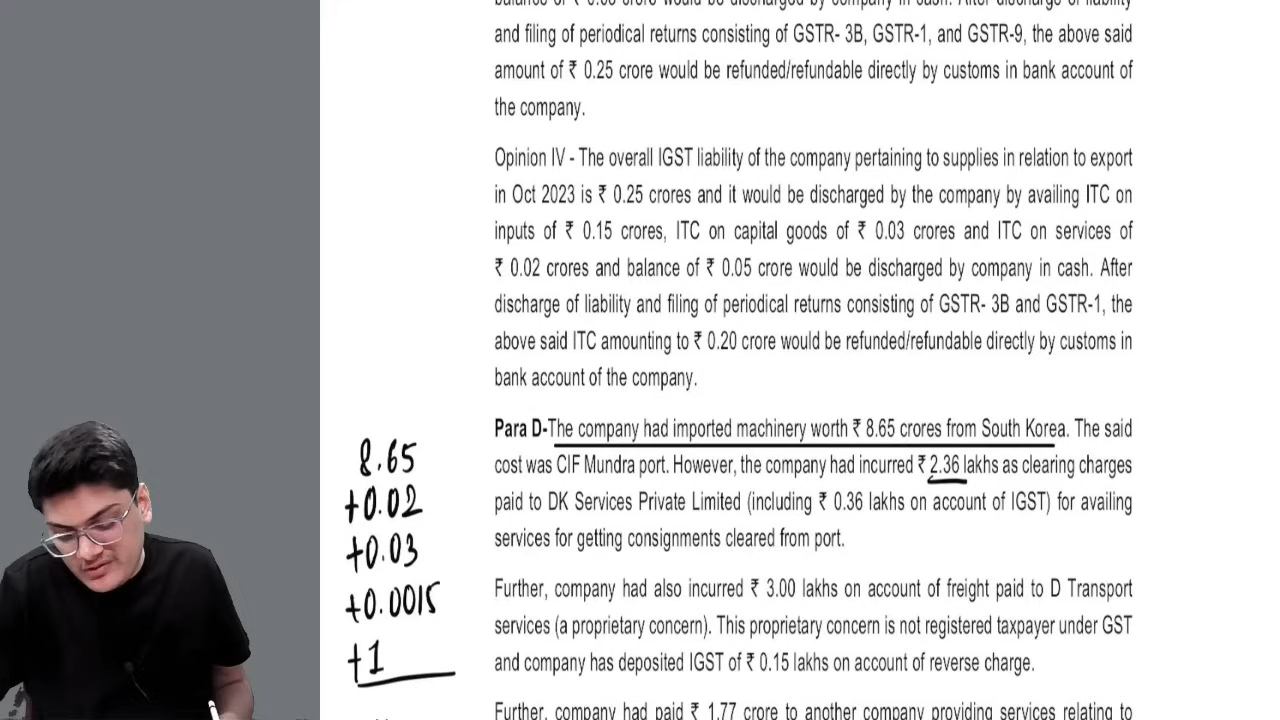 and filing of periodical returns consisting of GSTR- 3B, GSTR-1, and GSTR-9, the above said
amount of ₹ 0.25 crore would be refunded/refundable directly by customs in bank account of
the company.
Opinion IV - The overall IGST liability of the company pertaining to supplies in relation to export
in Oct 2023 is ₹ 0.25 crores and it would be discharged by the company by availing ITC on
inputs of ₹ 0.15 crores, ITC on capital goods of ₹ 0.03 crores and ITC on services of
₹ 0.02 crores and balance of ₹ 0.05 crore would be discharged by company in cash. After
discharge of liability and filing of periodical returns consisting of GSTR- 3B and GSTR-1, the
above said ITC amounting to ₹ 0.20 crore would be refunded/refundable directly by customs in
bank account of the company.
Para D-The company had imported machinery worth ₹ 8.65 crores from South Korea. The said
cost was CIF Mundra port. However, the company had incurred ₹ 2.36 lakhs as clearing charges
paid to DK Services Private Limited (including ₹ 0.36 lakhs on account of IGST) for availing
services for getting consignments cleared from port.
Further, company had also incurred ₹ 3.00 lakhs on account of freight paid to D Transport
services (a proprietary concern). This proprietary concern is not registered taxpayer under GST
and company has deposited IGST of ₹ 0.15 lakhs on account of reverse charge.
Further, company had paid ₹ 1.77 crore to another company providing services relating to
8.65
+0.02
+0.03
+0.0015
+1